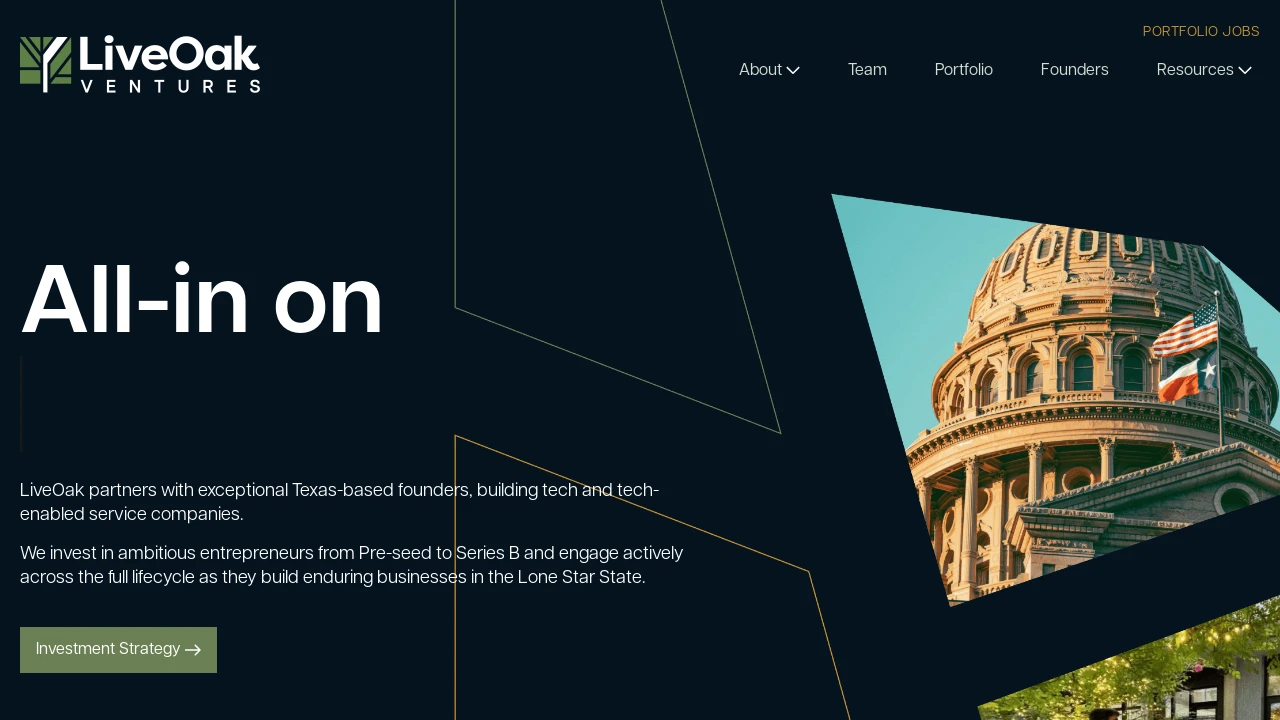 PORTFOLIO JOBS
LiveOak
VENTURES
About
Team
Portfolio
Founders
Resources
All-in on
LiveOak partners with exceptional Texas-based founders, building tech and tech-
enabled service companies.
We invest in ambitious entrepreneurs from Pre-seed to Series B and engage actively
across the full lifecycle as they build enduring businesses in the Lone Star State.
Investment Strategy